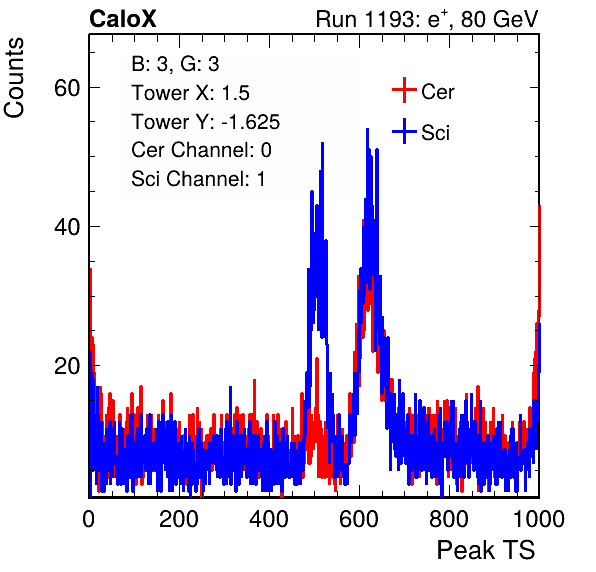 CaloX Run 1193: e⁺, 80 GeV
B: 3, G: 3
Tower X: 1.5
Tower Y: -1.625
Cer Channel: 0
Sci Channel: 1
Cer
Sci
Counts
60
40
20
0 200 400 600 800 1000
Peak TS